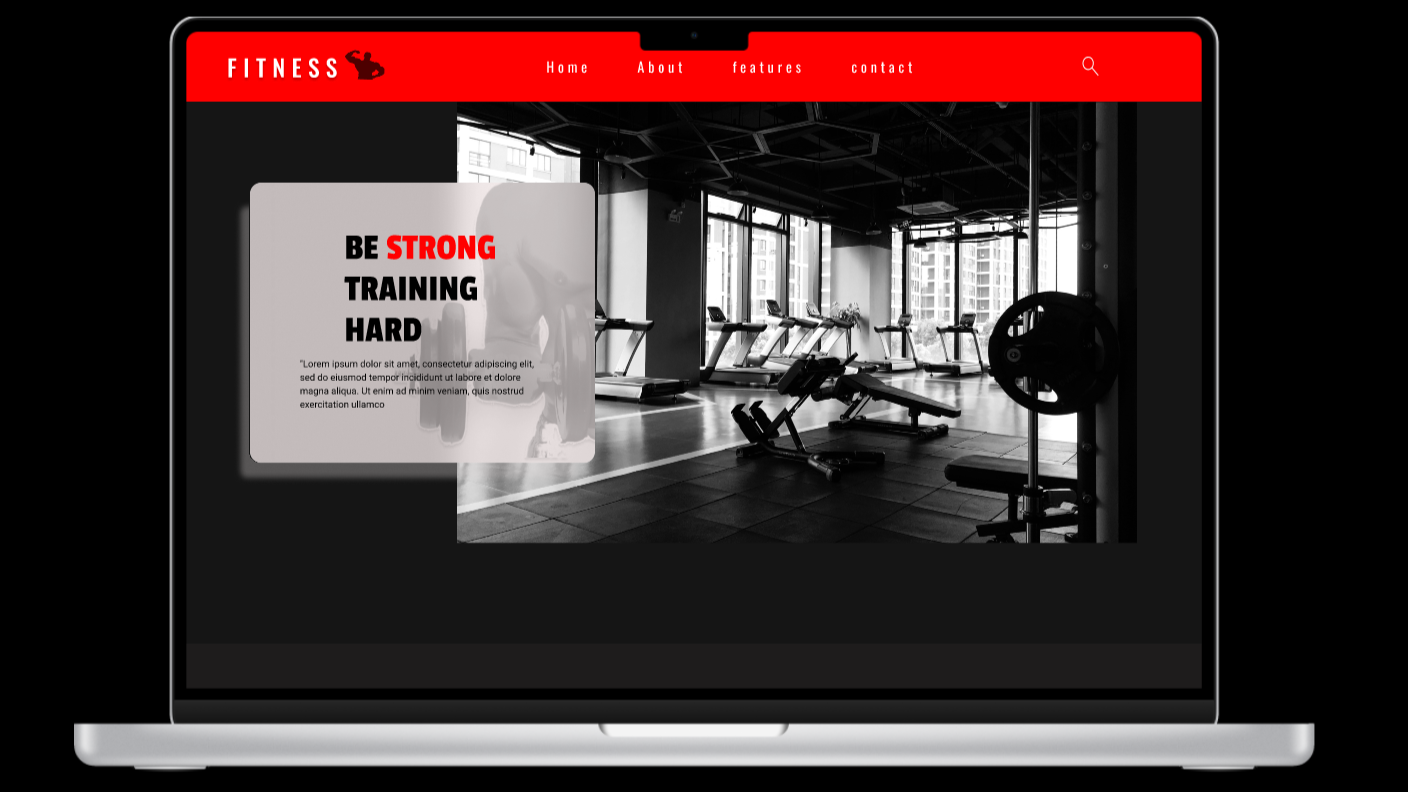 FITNESS
Home About features contact
BE STRONG
TRAINING
HARD
"Lorem ipsum dolor sit amet, consectetur adipiscing elit,
sed do eiusmod tempor incididunt ut labore et dolore
magna aliqua. Ut enim ad minim veniam, quis nostrud
exercitation ullamco